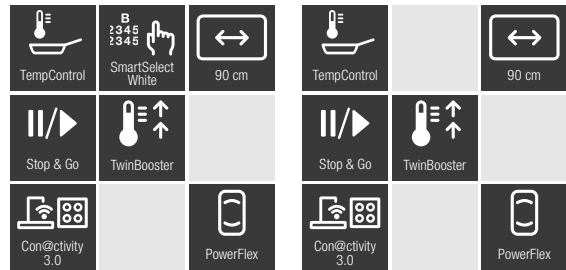 B
2345
2345
TempControl
SmartSelect
White
90 cm
TempControl
90 cm
Stop & Go
TwinBooster
Stop & Go
TwinBooster
Con@ctivity
3.0
PowerFlex
Con@ctivity
3.0
PowerFlex